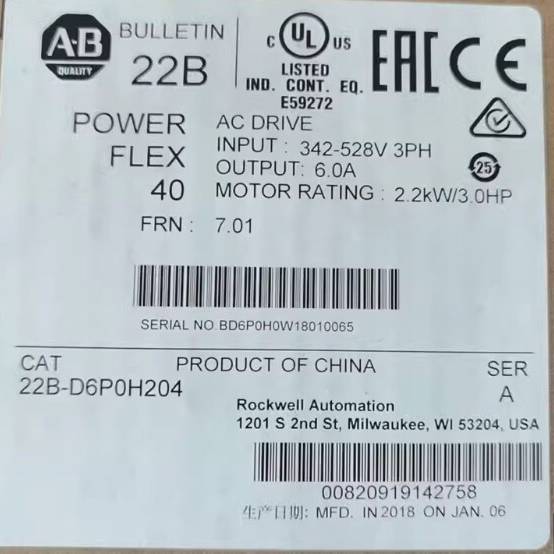 A-B
QUALITY
BULLETIN
22B
C UL US
LISTED
IND. CONT. EQ.
E59272
EAC CE
POWER
FLEX
40
AC DRIVE
INPUT : 342-528V 3PH
OUTPUT: 6.0A
MOTOR RATING : 2.2kW/3.0HP
25
FRN : 7.01
SERIAL NO BD6P0H0W18010065
CAT
22B-D6P0H204
PRODUCT OF CHINA
SER
A
Rockwell Automation
1201 S 2nd St, Milwaukee, WI 53204, USA
00820919142758
生产日期: MFD. IN 2018 ON JAN. 06